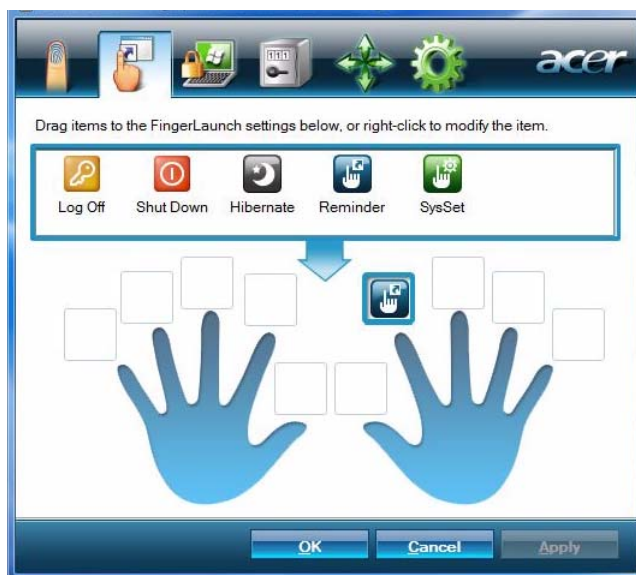 acer
Drag items to the FingerLaunch settings below, or right-click to modify the item.
Log Off Shut Down Hibernate Reminder SysSet
OK Cancel Apply